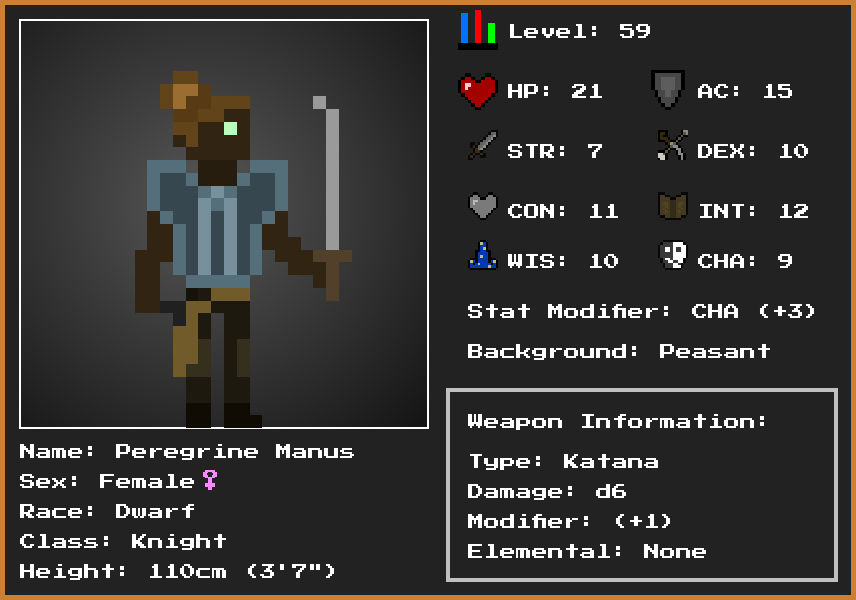 Level: 59
HP: 21 AC: 15
STR: 7 DEX: 10
CON: 11 INT: 12
WIS: 10 CHA: 9
Stat Modifier: CHA (+3)
Background: Peasant
Weapon Information:
Type: Katana
Damage: d6
Modifier: (+1)
Elemental: None
Name: Peregrine Manus
Sex: Female♀
Race: Dwarf
Class: Knight
Height: 110cm (3'7")